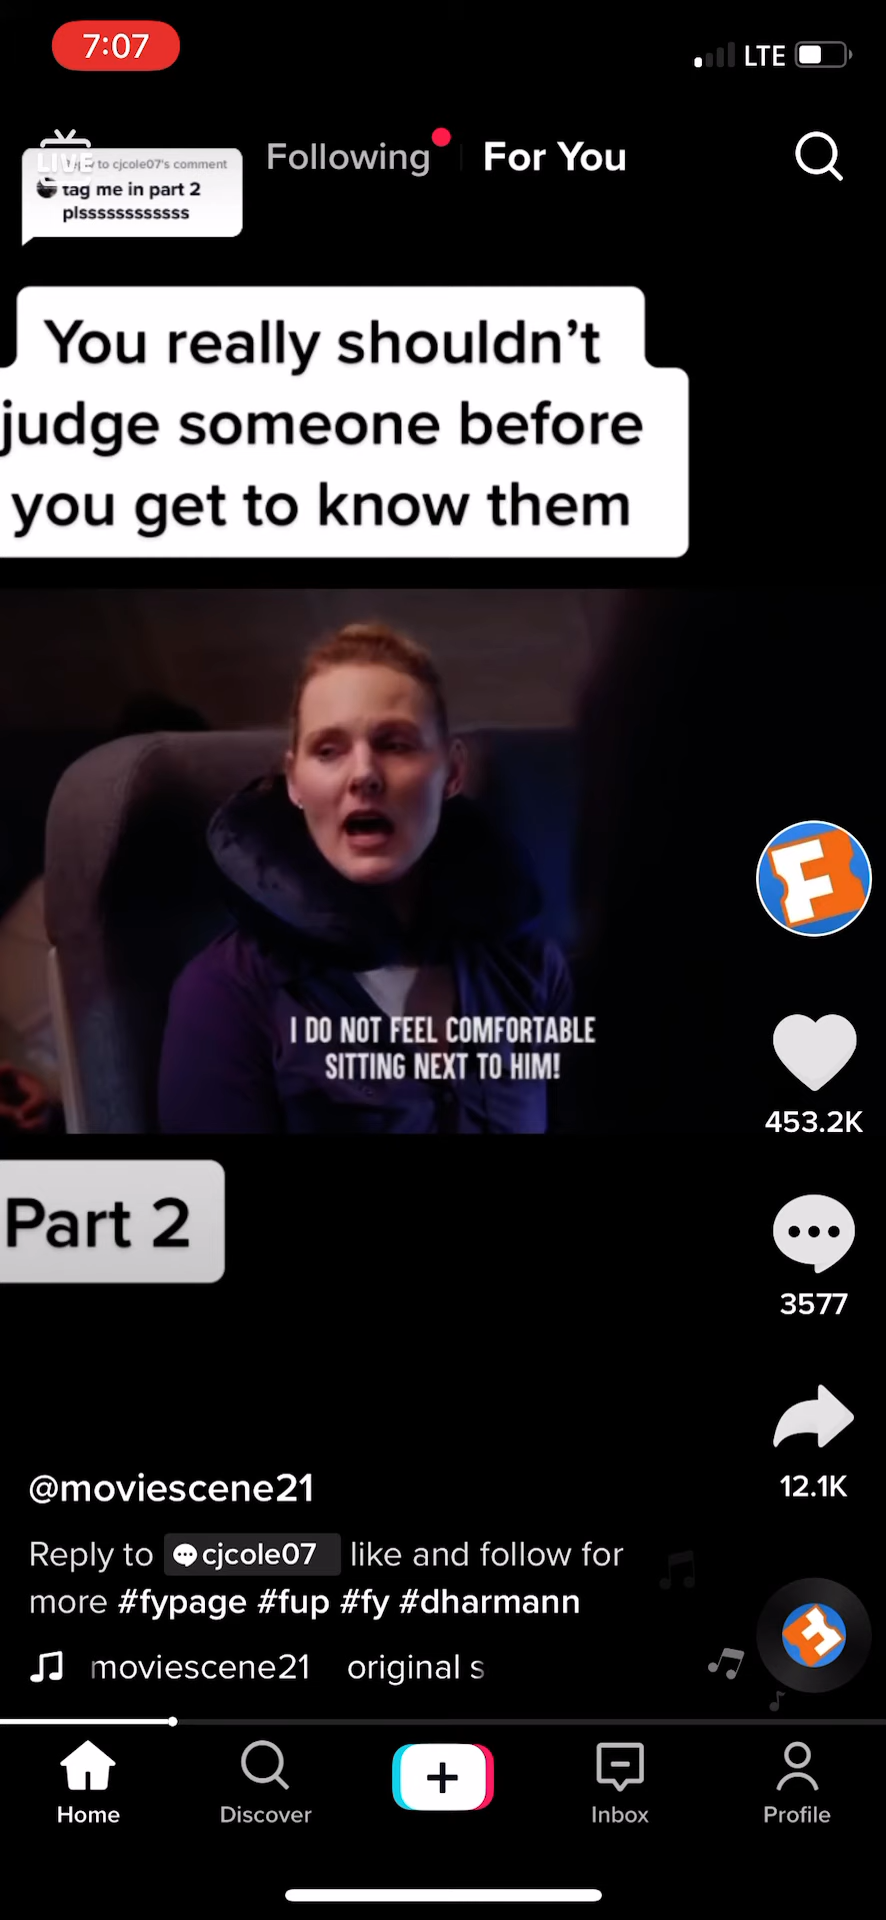 7:07
LTE
LIVE
Following
For You
to cjcole07's comment
tag me in part 2
plsssssssssssss
You really shouldn't
judge someone before
you get to know them
I DO NOT FEEL COMFORTABLE
SITTING NEXT TO HIM!
F
453.2K
3577
Part 2
12.1K
@moviescene21
Reply to cjcole07 like and follow for
more #fypage #fup #fy #dharmann
moviescene21 original s
Home
Discover
Inbox
Profile